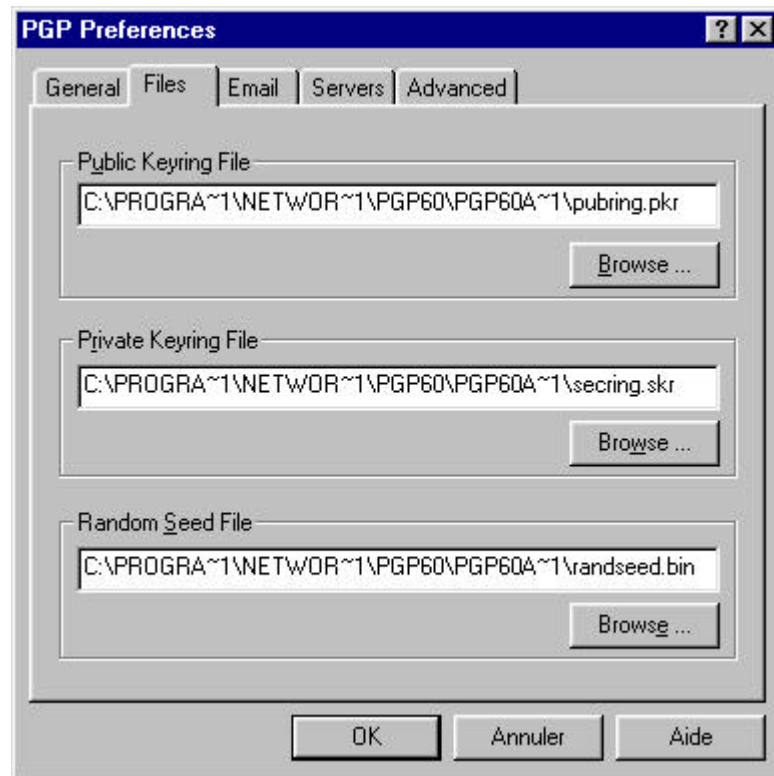 PGP Preferences
General Files Email Servers Advanced
Public Keyring File
C:\PROGRA~1\NETWOR~1\PGP60\PGP60A~1\pubring.pkr
Browse ...
Private Keyring File
C:\PROGRA~1\NETWOR~1\PGP60\PGP60A~1\secring.skr
Browse ...
Random Seed File
C:\PROGRA~1\NETWOR~1\PGP60\PGP60A~1\randseed.bin
Browse ...
OK Annuler Aide